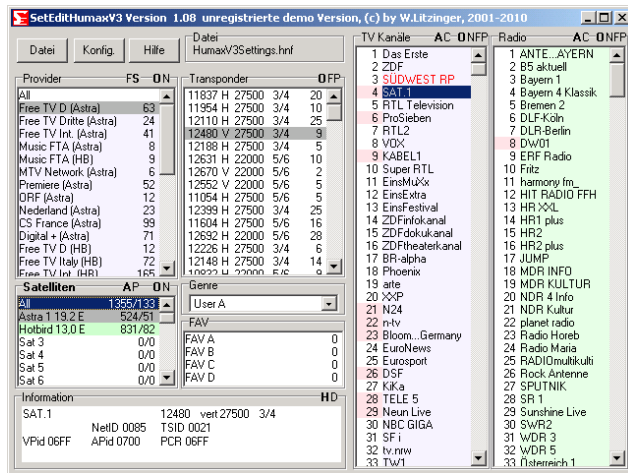 SetEditHumaxV3 Version 1.08 unregistrierte demo Version, (c) by W.Litzinger, 2001-2010
Datei
Konfig.
Hilfe
Datei
HumaxV3Settings.hnf
Provider FS ON
All
Free TV D (Astra) 63
Free TV Dritte (Astra) 24
Free TV Int. (Astra) 41
Music FTA (Astra) 8
Music FTA (HB) 9
MTV Network (Astra) 6
Premiere (Astra) 52
ORF (Astra) 12
Nederland (Astra) 23
CS France (Astra) 99
Digital + (Astra) 71
Free TV D (HB) 12
Free TV Italy (HB) 72
Free TV Int. (HB) 165
Transponder OFP
11837 H 27500 3/4 20
11954 H 27500 3/4 10
12110 H 27500 3/4 25
12480 V 27500 3/4 9
12188 H 27500 3/4 5
12631 H 22000 5/6 10
12670 V 22000 5/6 2
12552 V 22000 5/6 5
11054 H 27500 5/6 5
12399 H 27500 3/4 25
11604 H 27500 5/6 16
12692 H 22000 5/6 28
12226 H 27500 3/4 6
12148 H 27500 3/4 14
10832 H 22000 5/6 9
Satelliten AP ON
All 1355/133
Astra 1 19.2 E 524/51
Hotbird 13,0 E 831/82
Sat 3 0/0
Sat 4 0/0
Sat 5 0/0
Sat 6 0/0
Genre
User A
FAV
FAV A 0
FAV B 0
FAV C 0
FAV D 0
Information HD
SAT.1 12480 vert 27500 3/4
NetID 0085 TSID 0021
VPid 06FF APid 0700 PCR 06FF
TV Kanäle AC-ONFP
1 Das Erste
2 ZDF
3 SÜDWEST RP
4 SAT.1
5 RTL Television
6 ProSieben
7 RTL2
8 VOX
9 KABEL1
10 Super RTL
11 EinsMuXx
12 EinsExtra
13 EinsFestival
14 ZDFinfokanal
15 ZDFdokukanal
16 ZDFtheaterkanal
17 BR-alpha
18 Phoenix
19 arte
20 XXP
21 N24
22 n-tv
23 Bloom...Germany
24 EuroNews
25 Eurosport
26 DSF
27 KiKa
28 TELE 5
29 Neun Live
30 NBC GIGA
31 SF i
32 tv.nrw
33 TW1
Radio AC-ONFP
1 ANTE...AYERN
2 B5 aktuell
3 Bayern 1
4 Bayern 4 Klassik
5 Bremen 2
6 DLF-Köln
7 DLR-Berlin
8 DW01
9 ERF Radio
10 Fritz
11 harmony fm_
12 HIT RADIO FFH
13 HR XXL
14 HR1 plus
15 HR2
16 HR2 plus
17 JUMP
18 MDR INFO
19 MDR KULTUR
20 NDR 4 Info
21 NDR Kultur
22 planet radio
23 Radio Horeb
24 Radio Maria
25 RADIOmultikulti
26 Rock Antenne
27 SPUTNIK
28 SR 1
29 Sunshine Live
30 SWR2
31 WDR 3
32 WDR 5
33 Österreich 1